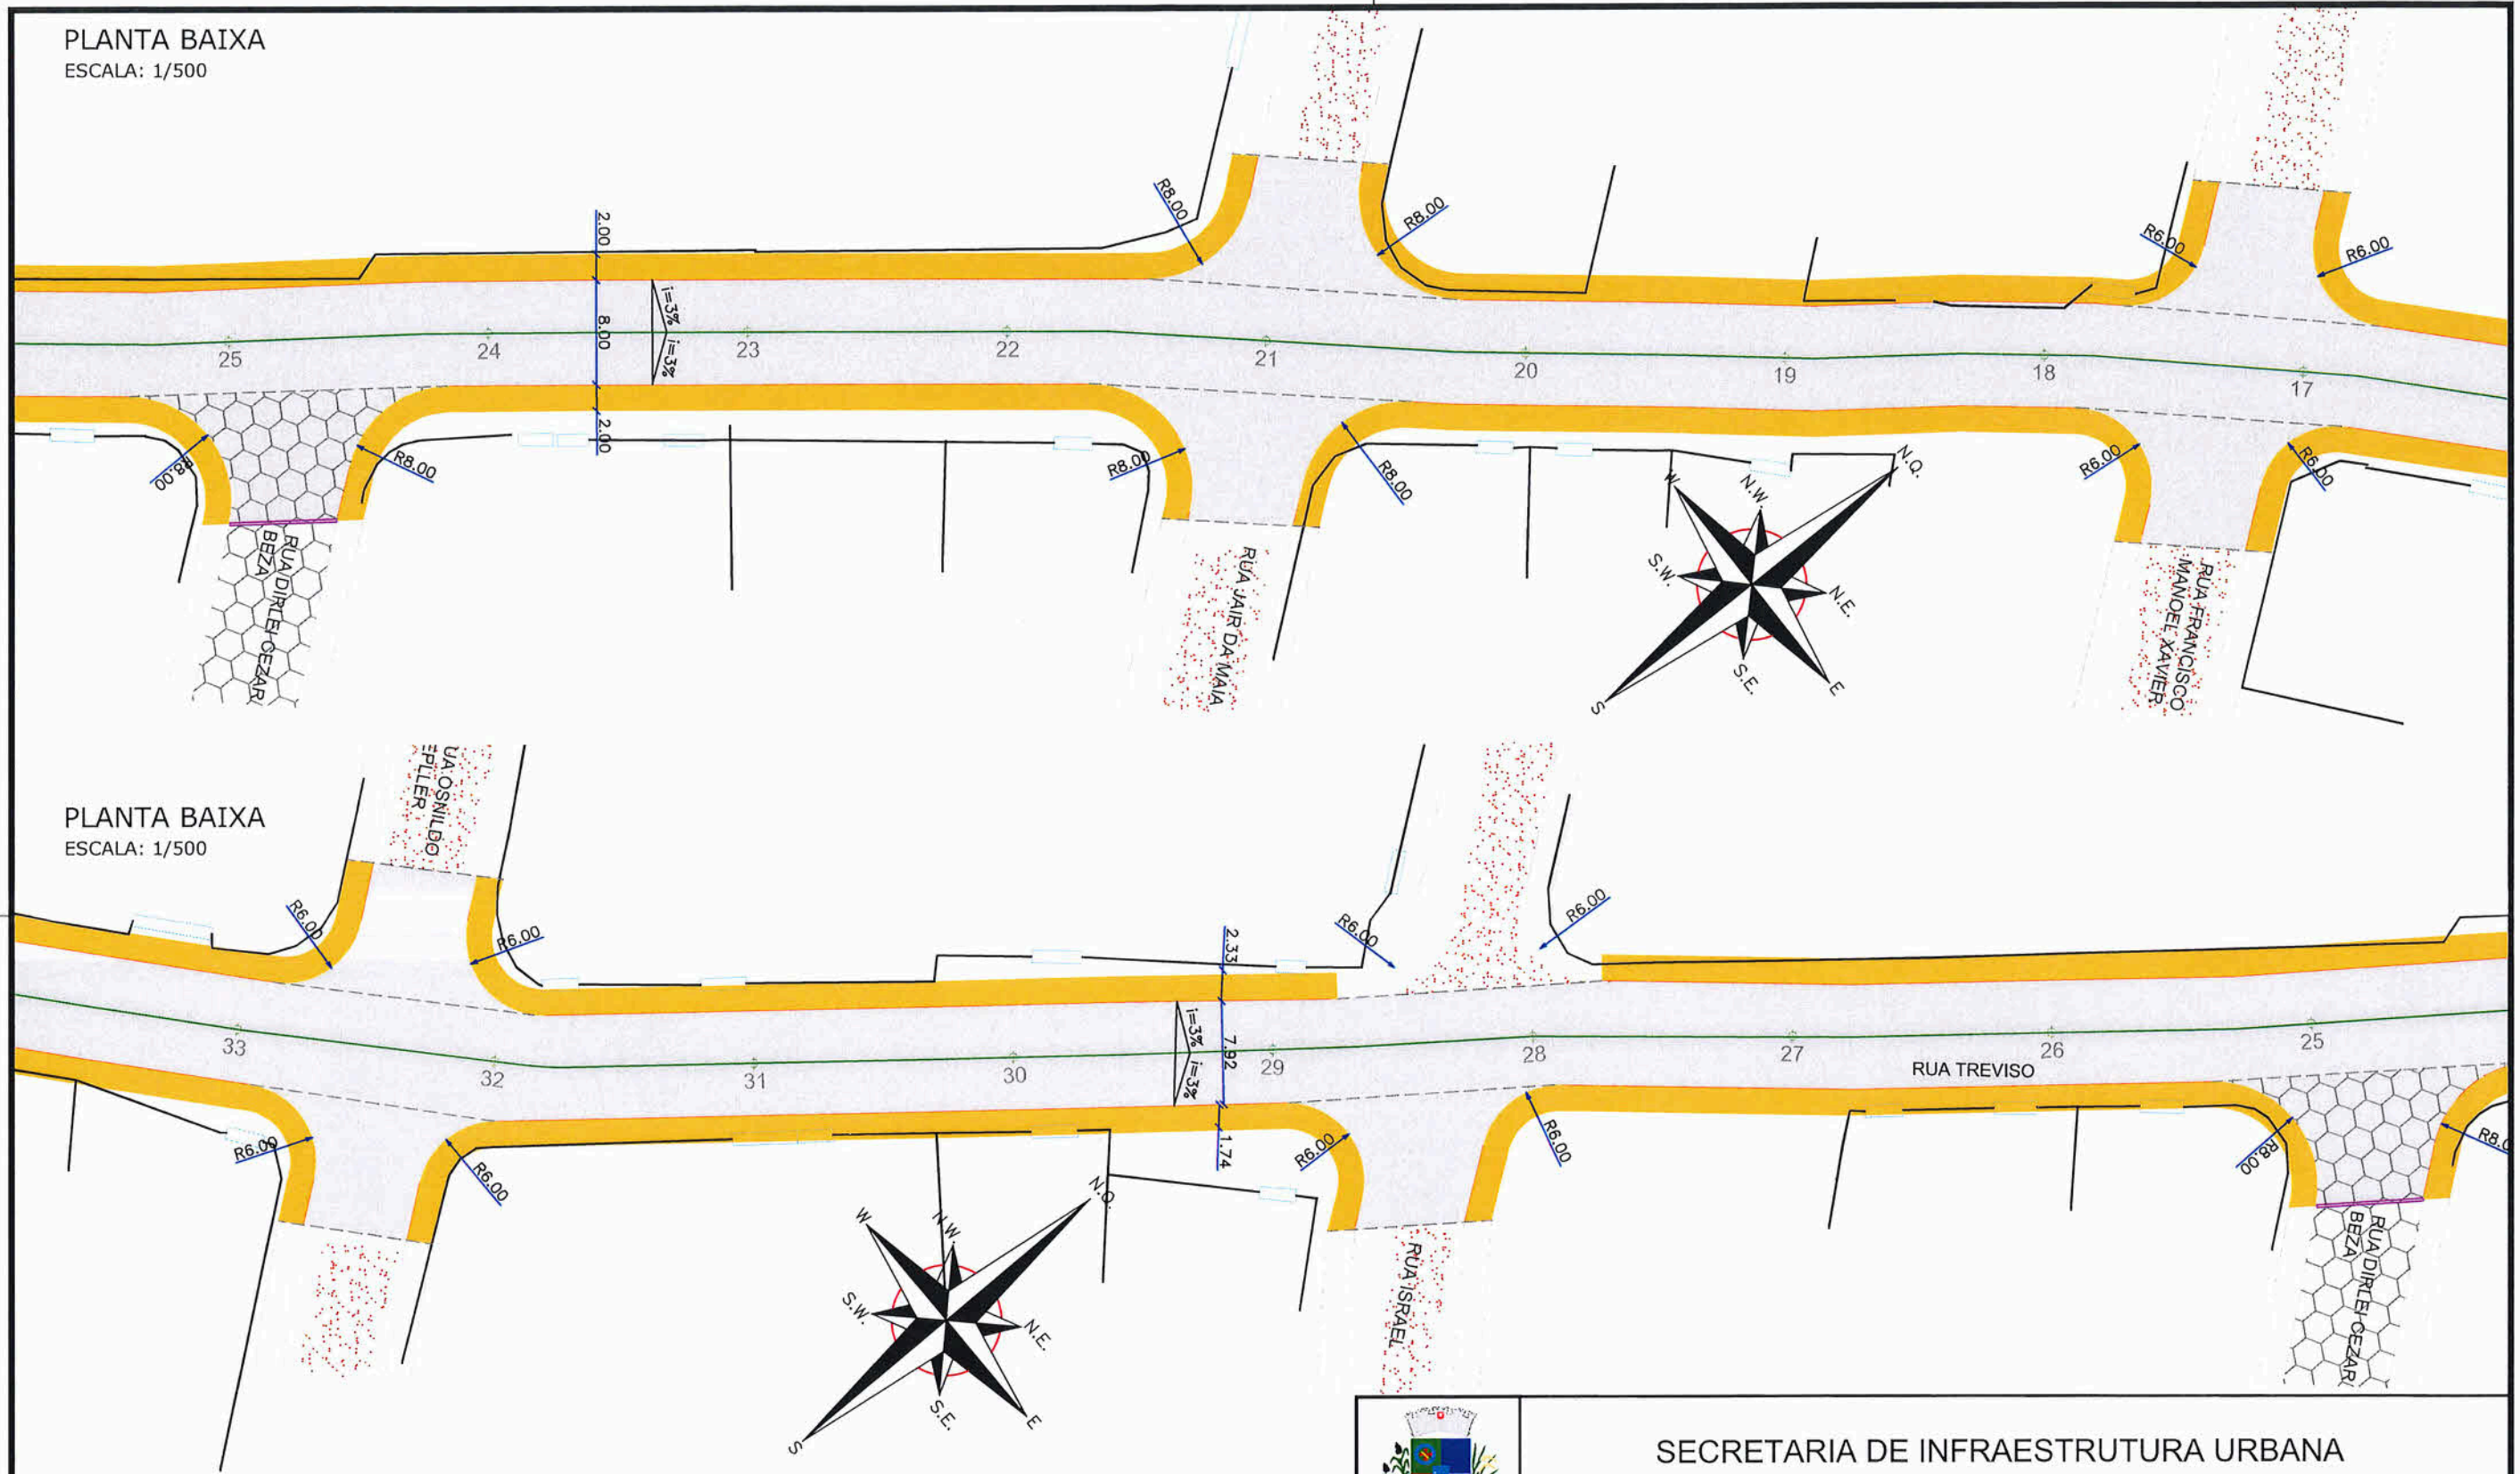 PLANTA BAIXA
ESCALA: 1/500
R8.00
R8.00
R6.00
R6.00
2.00
8.00
2.00
i=3%
i=3%
25
24
23
22
21
20
19
18
17
R8.00
R8.00
R8.00
R8.00
R6.00
R6.00
RUA DIRLEI CEZAR
BEZA
RUA JAIR DA MAIA
RUA FRANCISCO
MANOEL XAVIER
N.O.
N.W.
W
S.W.
N.E.
S.E.
E
S
PLANTA BAIXA
ESCALA: 1/500
UA OSNILDO
EPLLER
R6.00
R6.00
R6.00
R6.00
2.33
7.92
1.74
i=3%
i=3%
33
32
31
30
29
28
27
26
25
RUA TREVISO
R6.00
R6.00
R6.00
R6.00
R8.00
R8.0
RUA ISRAEL
RUA DIRLEI CEZAR
BEZA
N.O.
N.W.
W
S.W.
N.E.
S.E.
E
S
SECRETARIA DE INFRAESTRUTURA URBANA